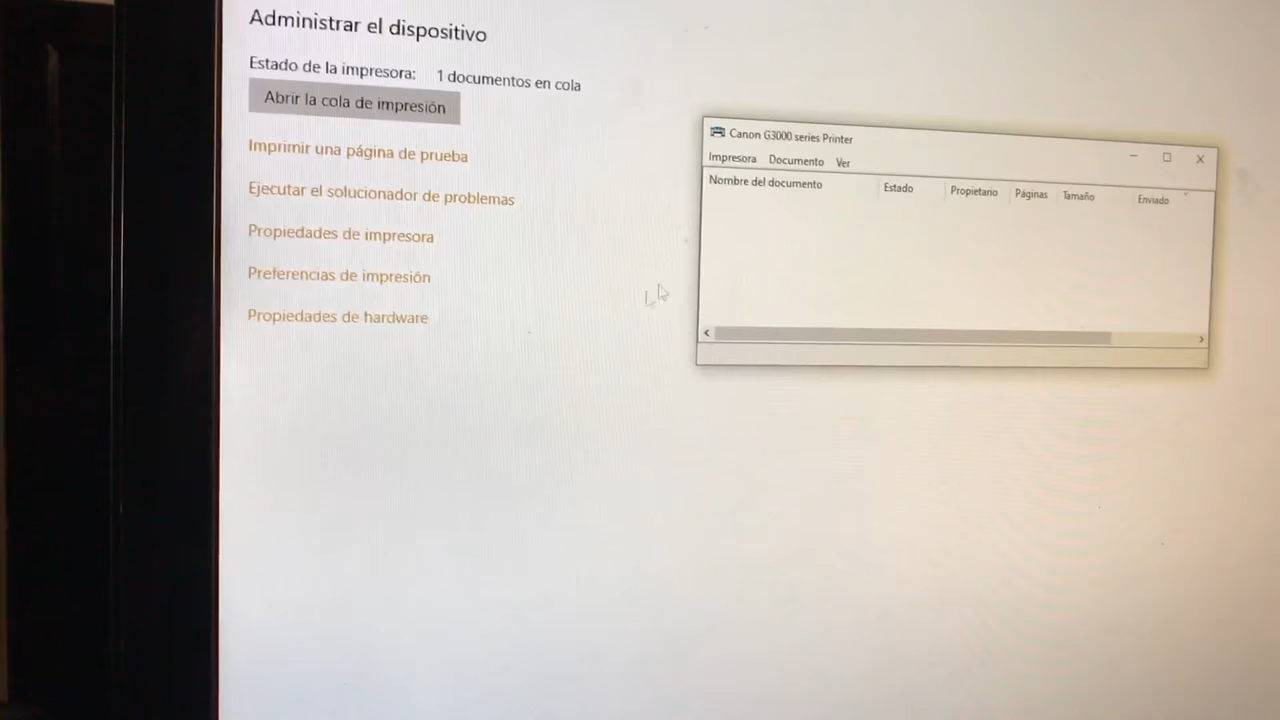 Administrar el dispositivo
Estado de la impresora: 1 documentos en cola
Abrir la cola de impresión
Imprimir una página de prueba
Ejecutar el solucionador de problemas
Propiedades de impresora
Preferencias de impresión
Propiedades de hardware
Canon G3000 series Printer
Impresora Documento Ver
Nombre del documento Estado Propietario Páginas Tamaño Enviado